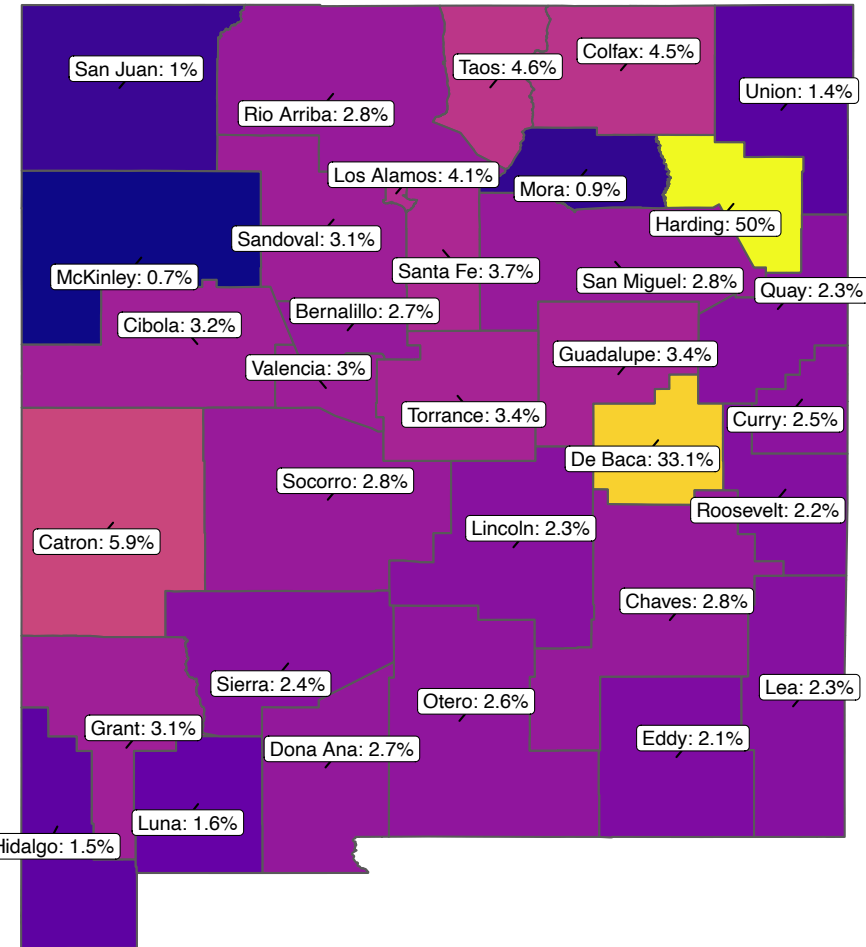 Colfax: 4.5%
Taos: 4.6%
San Juan: 1%
Union: 1.4%
Rio Arriba: 2.8%
Los Alamos: 4.1%
Mora: 0.9%
Harding: 50%
Sandoval: 3.1%
Santa Fe: 3.7%
McKinley: 0.7%
San Miguel: 2.8%
Quay: 2.3%
Bernalillo: 2.7%
Cibola: 3.2%
Guadalupe: 3.4%
Valencia: 3%
Torrance: 3.4%
Curry: 2.5%
De Baca: 33.1%
Socorro: 2.8%
Roosevelt: 2.2%
Lincoln: 2.3%
Catron: 5.9%
Chaves: 2.8%
Sierra: 2.4%
Lea: 2.3%
Otero: 2.6%
Grant: 3.1%
Eddy: 2.1%
Dona Ana: 2.7%
Luna: 1.6%
Hidalgo: 1.5%